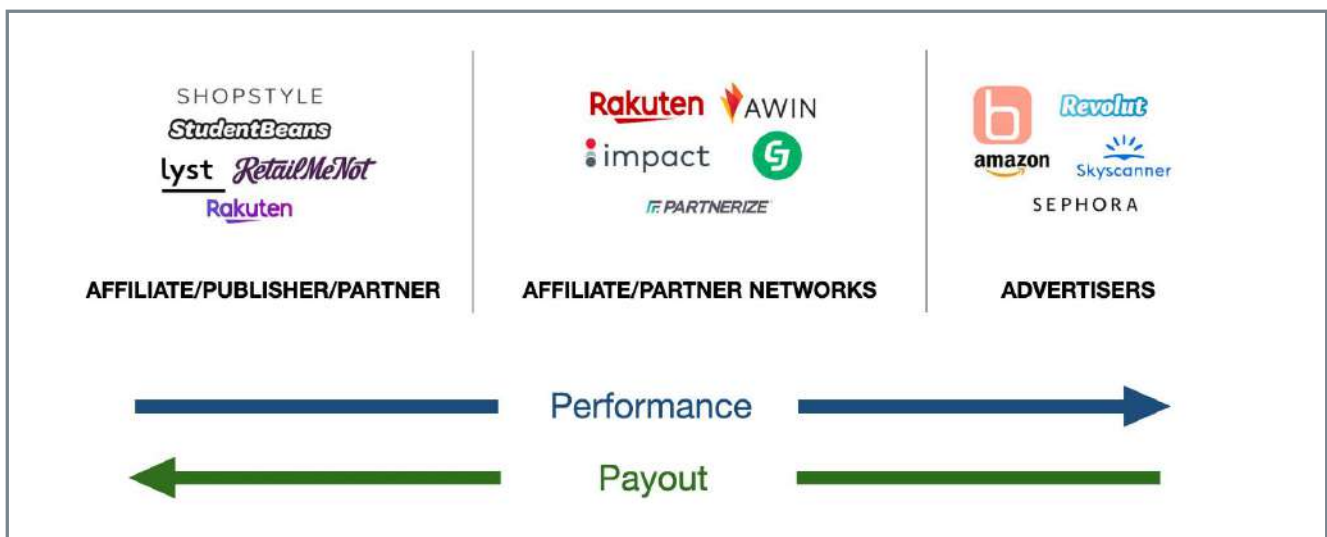 SHOPSTYLE
StudentBeans
lyst RetailMeNot
Rakuten
AFFILIATE/PUBLISHER/PARTNER
Rakuten AWIN
impact CJ
PARTNERIZE
AFFILIATE/PARTNER NETWORKS
b Revolut
amazon Skyscanner
SEPHORA
ADVERTISERS
Performance
Payout